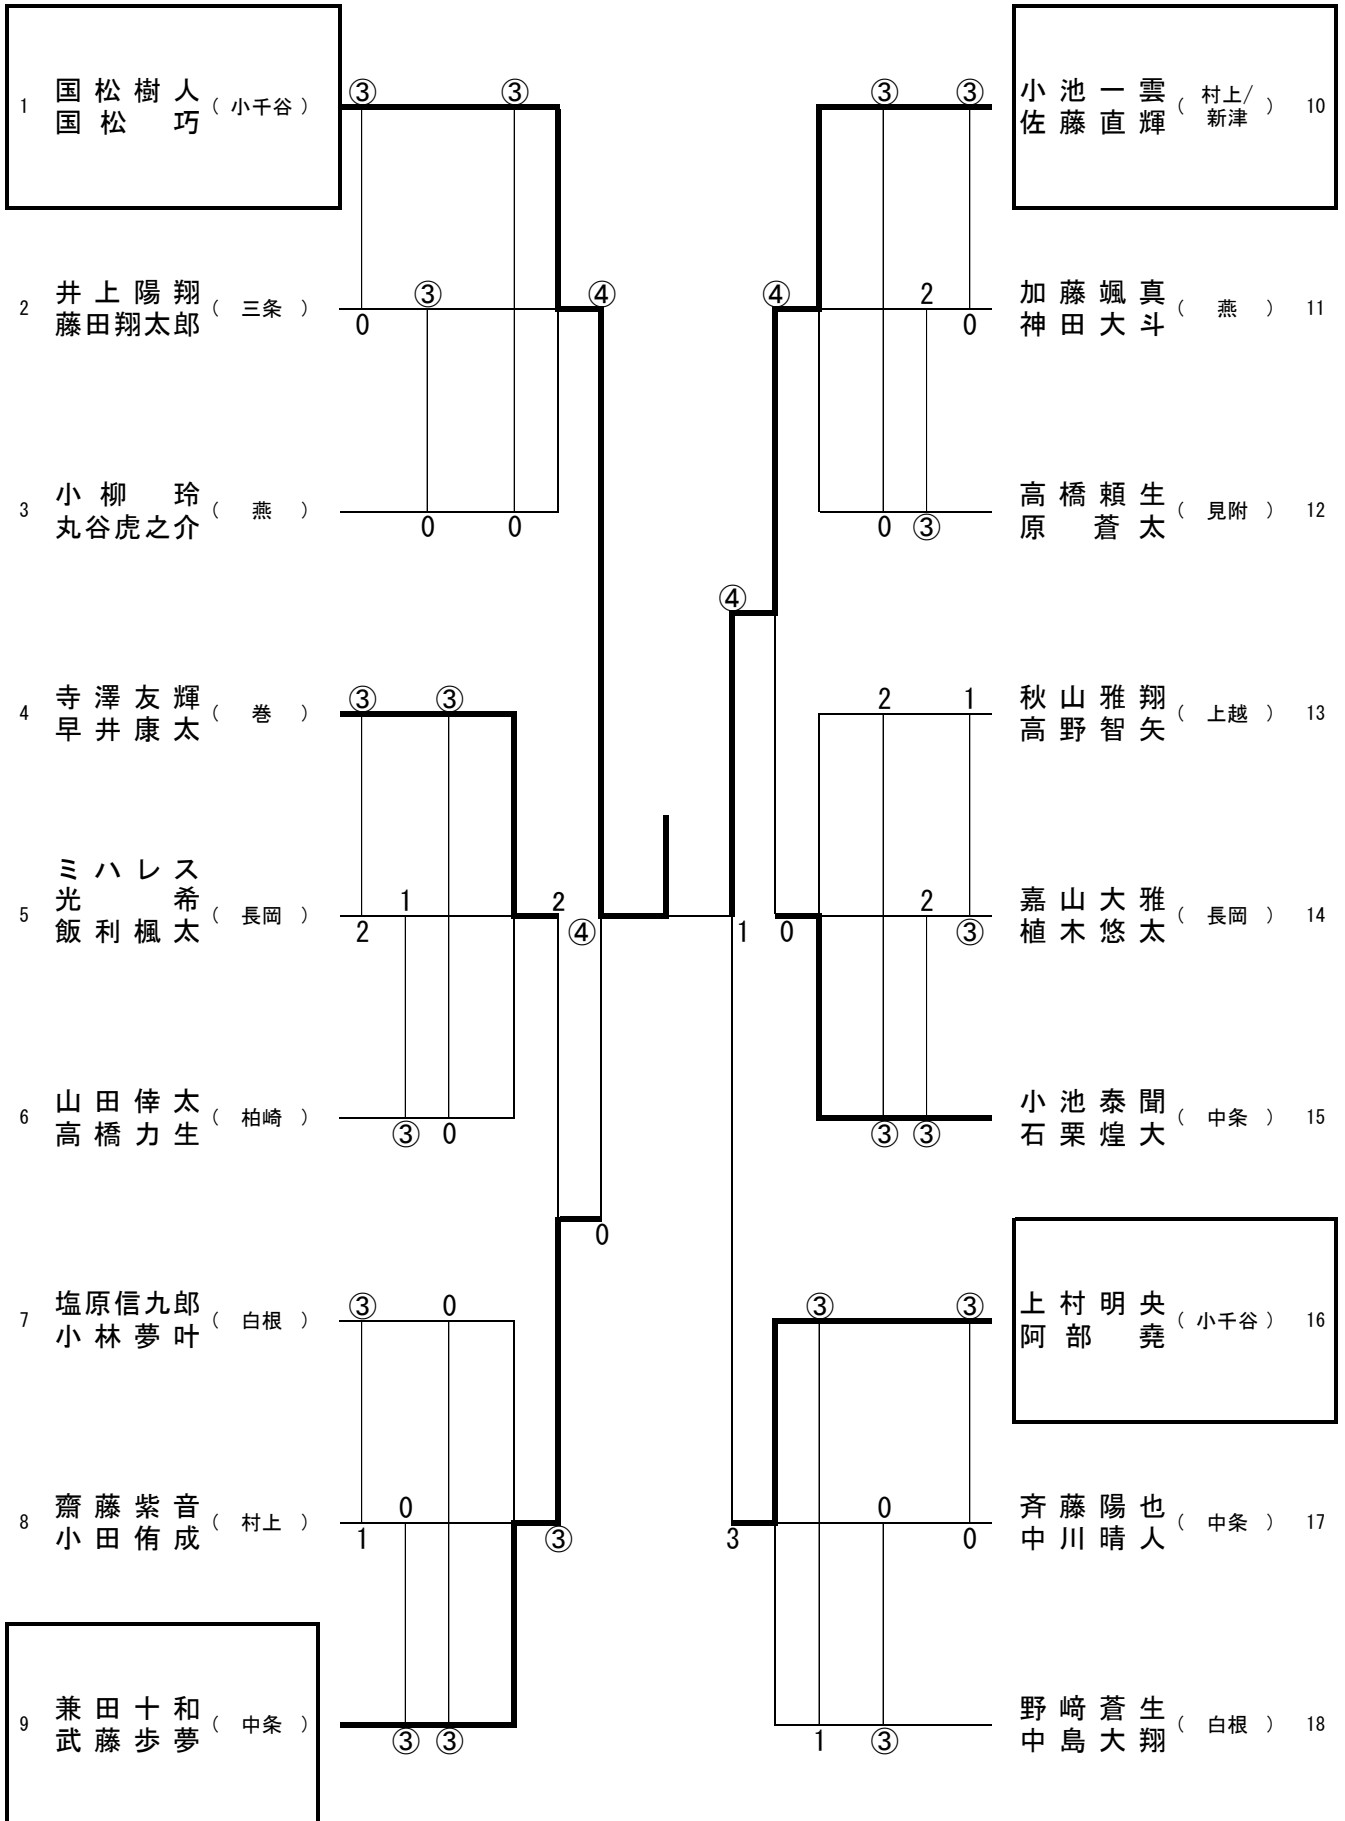 1 国松樹人 国松 巧 （小千谷） ③ ③
2 井上陽翔 藤田翔太郎 （三条） 0 ③ ④
3 小柳 玲 丸谷虎之介 （燕） 0 0
4 寺澤友輝 早井康太 （巻） ③ ③
5 ミハレス 光希 飯利楓太 （長岡） 2 1 2 ④
6 山田倖太 高橋力生 （柏崎） ③ 0
0
7 塩原信九郎 小林夢叶 （白根） ③ 0
8 齋藤紫音 小田侑成 （村上） 1 0 ③
9 兼田十和 武藤歩夢 （中条） ③ ③
③ ③ 小池一雲 佐藤直輝 （村上/新津） 10
④ 2 0 加藤颯真 神田大斗 （燕） 11
0 ③ 高橋頼生 原 蒼太 （見附） 12
④
2 1 秋山雅翔 高野智矢 （上越） 13
1 0 2 ③ 嘉山大雅 植木悠太 （長岡） 14
③ ③ 小池泰聞 石栗煌大 （中条） 15
③ ③ 上村明央 阿部 堯 （小千谷） 16
3 0 0 斉藤陽也 中川晴人 （中条） 17
1 ③ 野﨑蒼生 中島大翔 （白根） 18